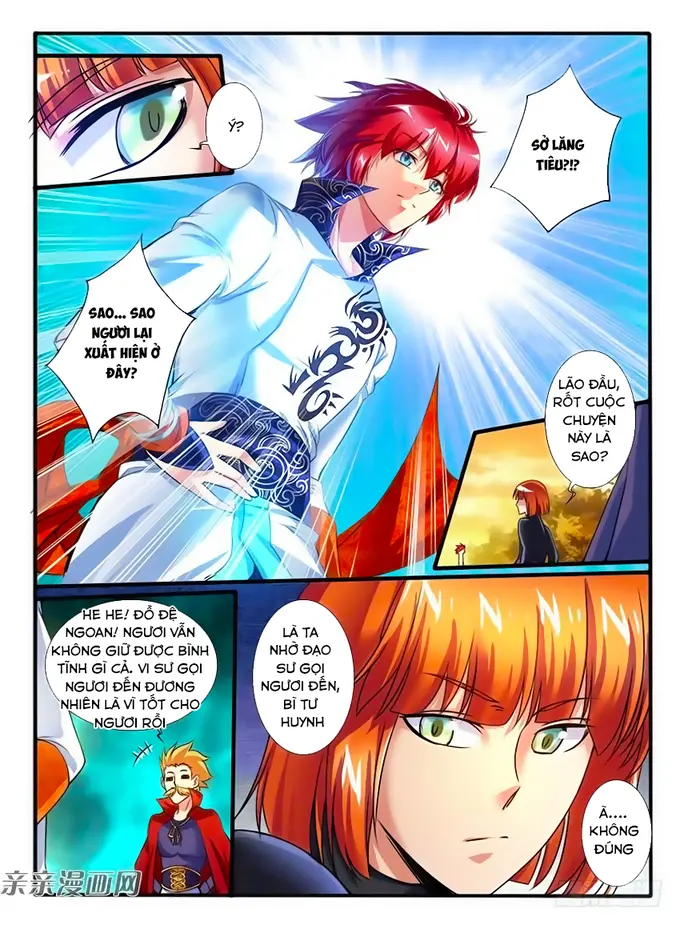 Ý?
SỞ LĂNG
TIÊU?!?
SAO... SAO
NGƯƠI LẠI
XUẤT HIỆN Ở
ĐÂY?
LÃO ĐẦU,
RỐT CUỘC
CHUYỆN
NÀY LÀ
SAO?
HE HE! ĐỒ ĐỆ
NGOAN! NGƯƠI VẪN
KHÔNG GIỮ ĐƯỢC BÌNH
TĨNH GÌ CẢ. VI SƯ GỌI
NGƯƠI ĐẾN ĐƯƠNG
NHIÊN LÀ VÌ TỐT CHO
NGƯƠI RỒI
LÀ TA
NHỜ ĐẠO
SƯ GỌI
NGƯƠI ĐẾN,
BÌ TƯ
HUYNH
Ã....
KHÔNG
ĐÚNG
亲亲漫画网